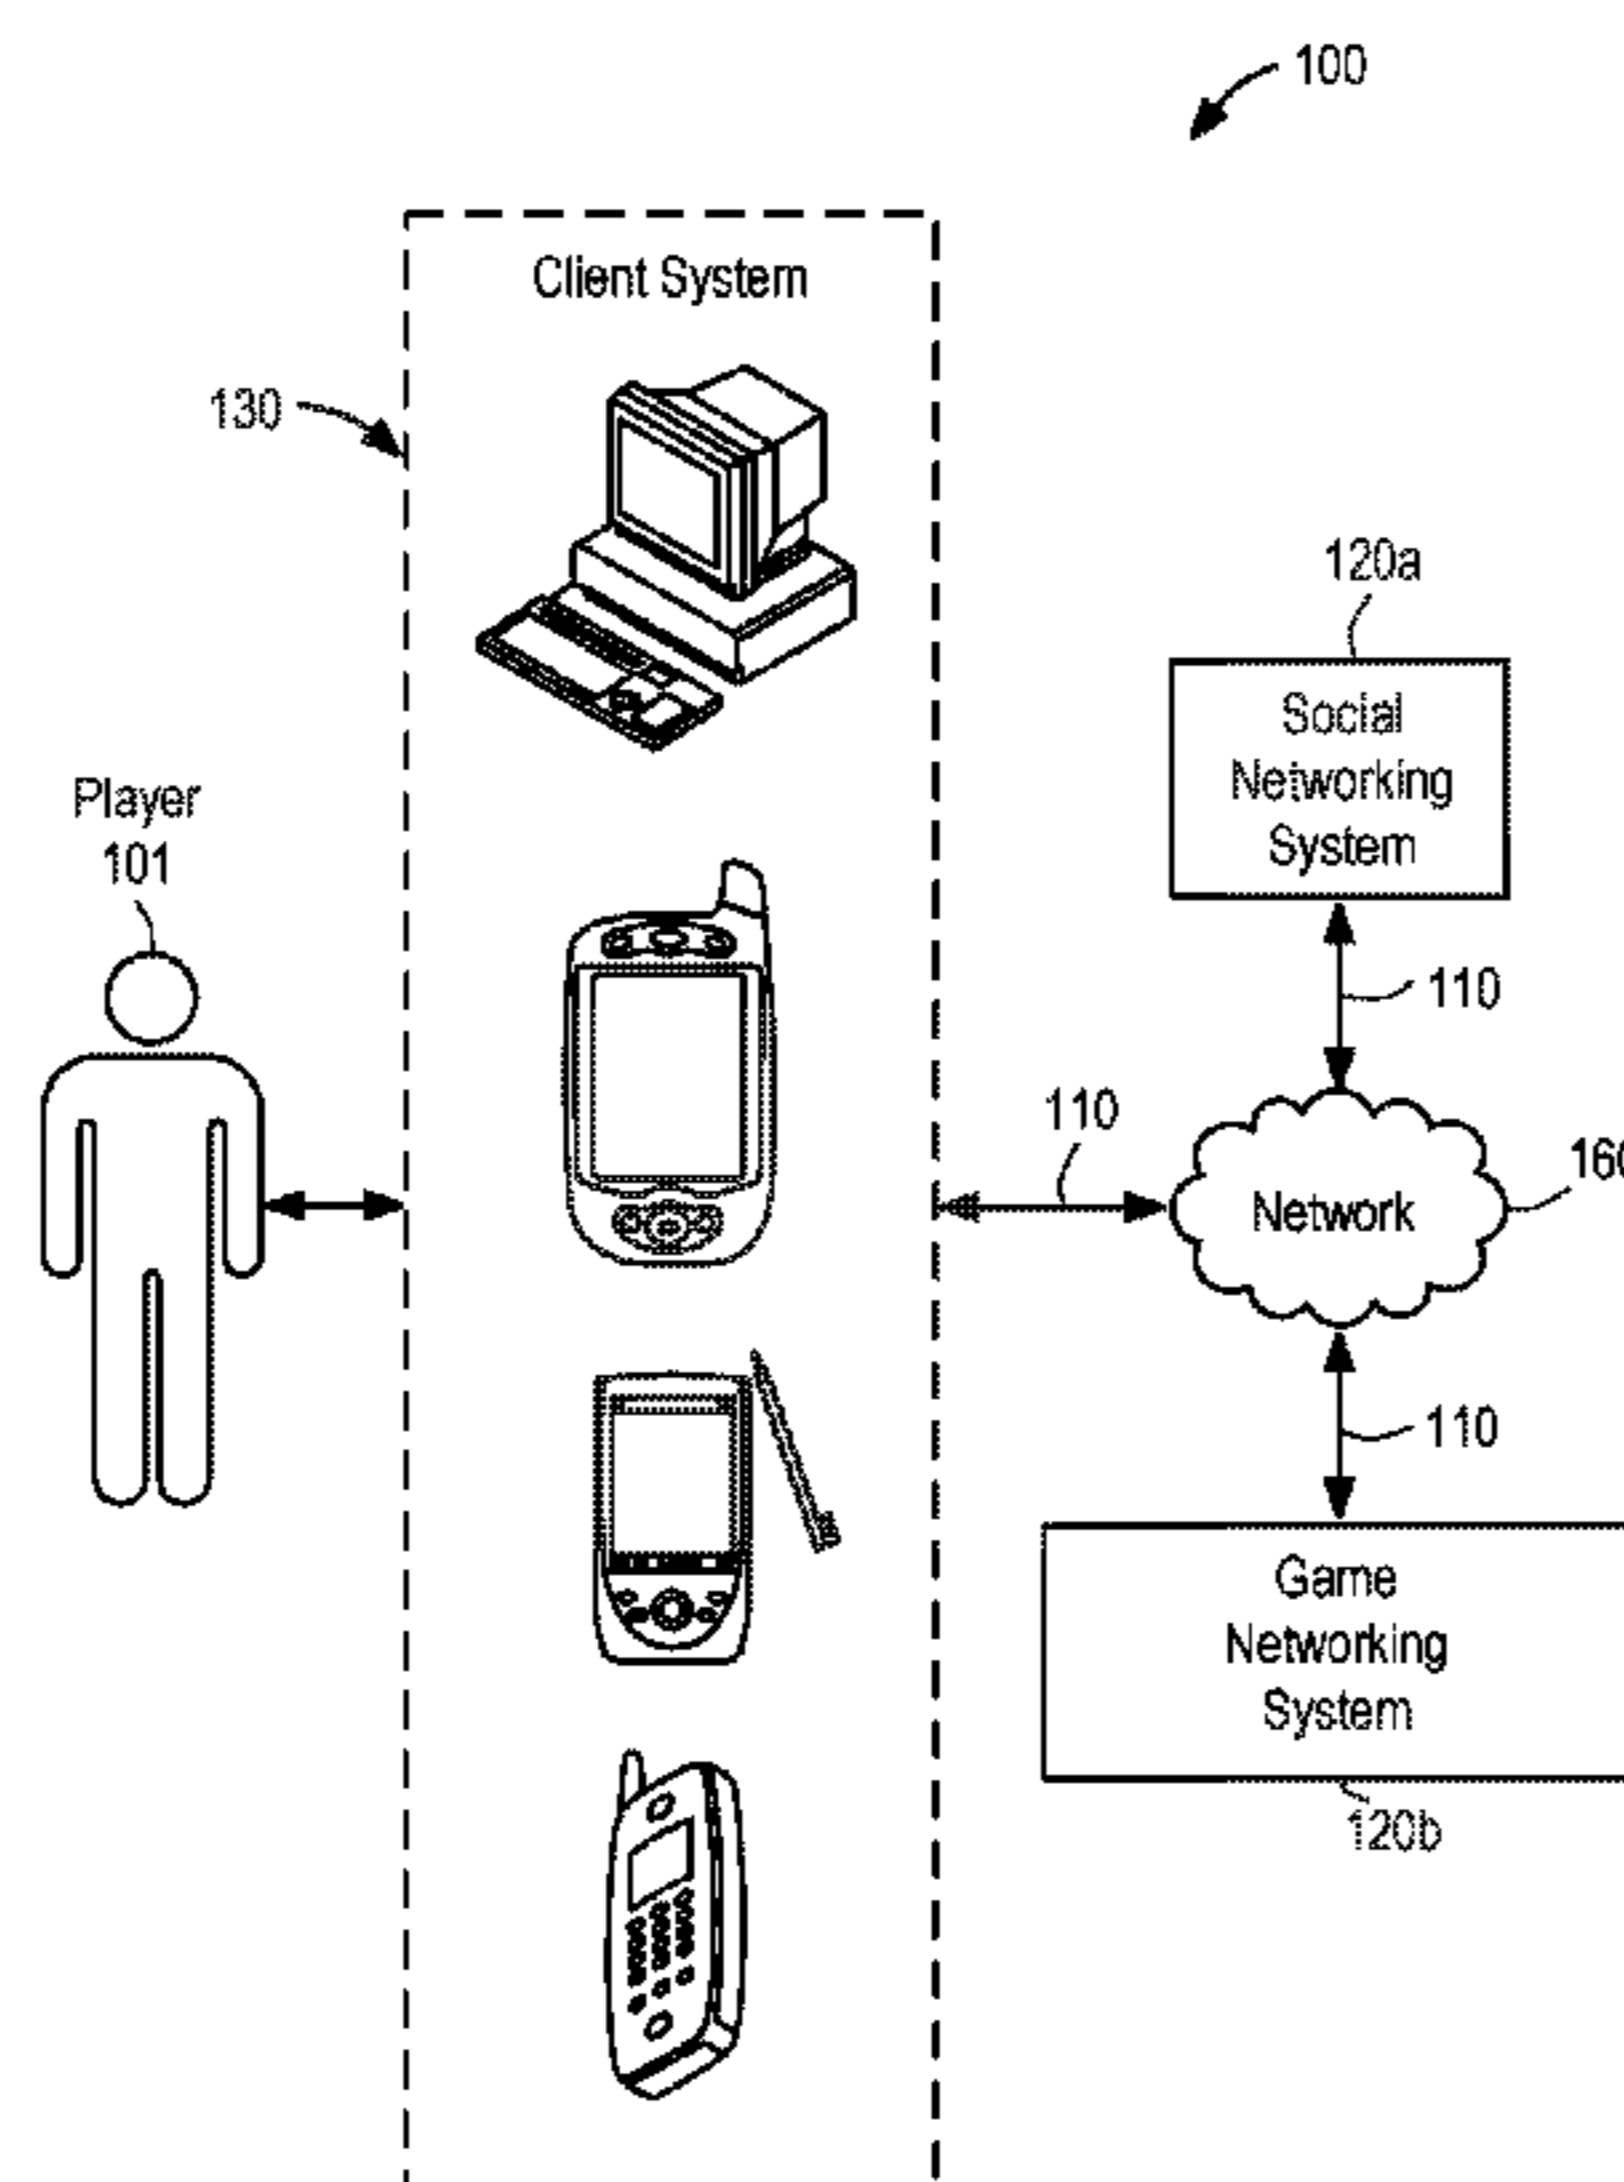 100
Client System
130
120a
Social
Networking
System
Player
101
110
110
Network
110
Game
Networking
System
120b